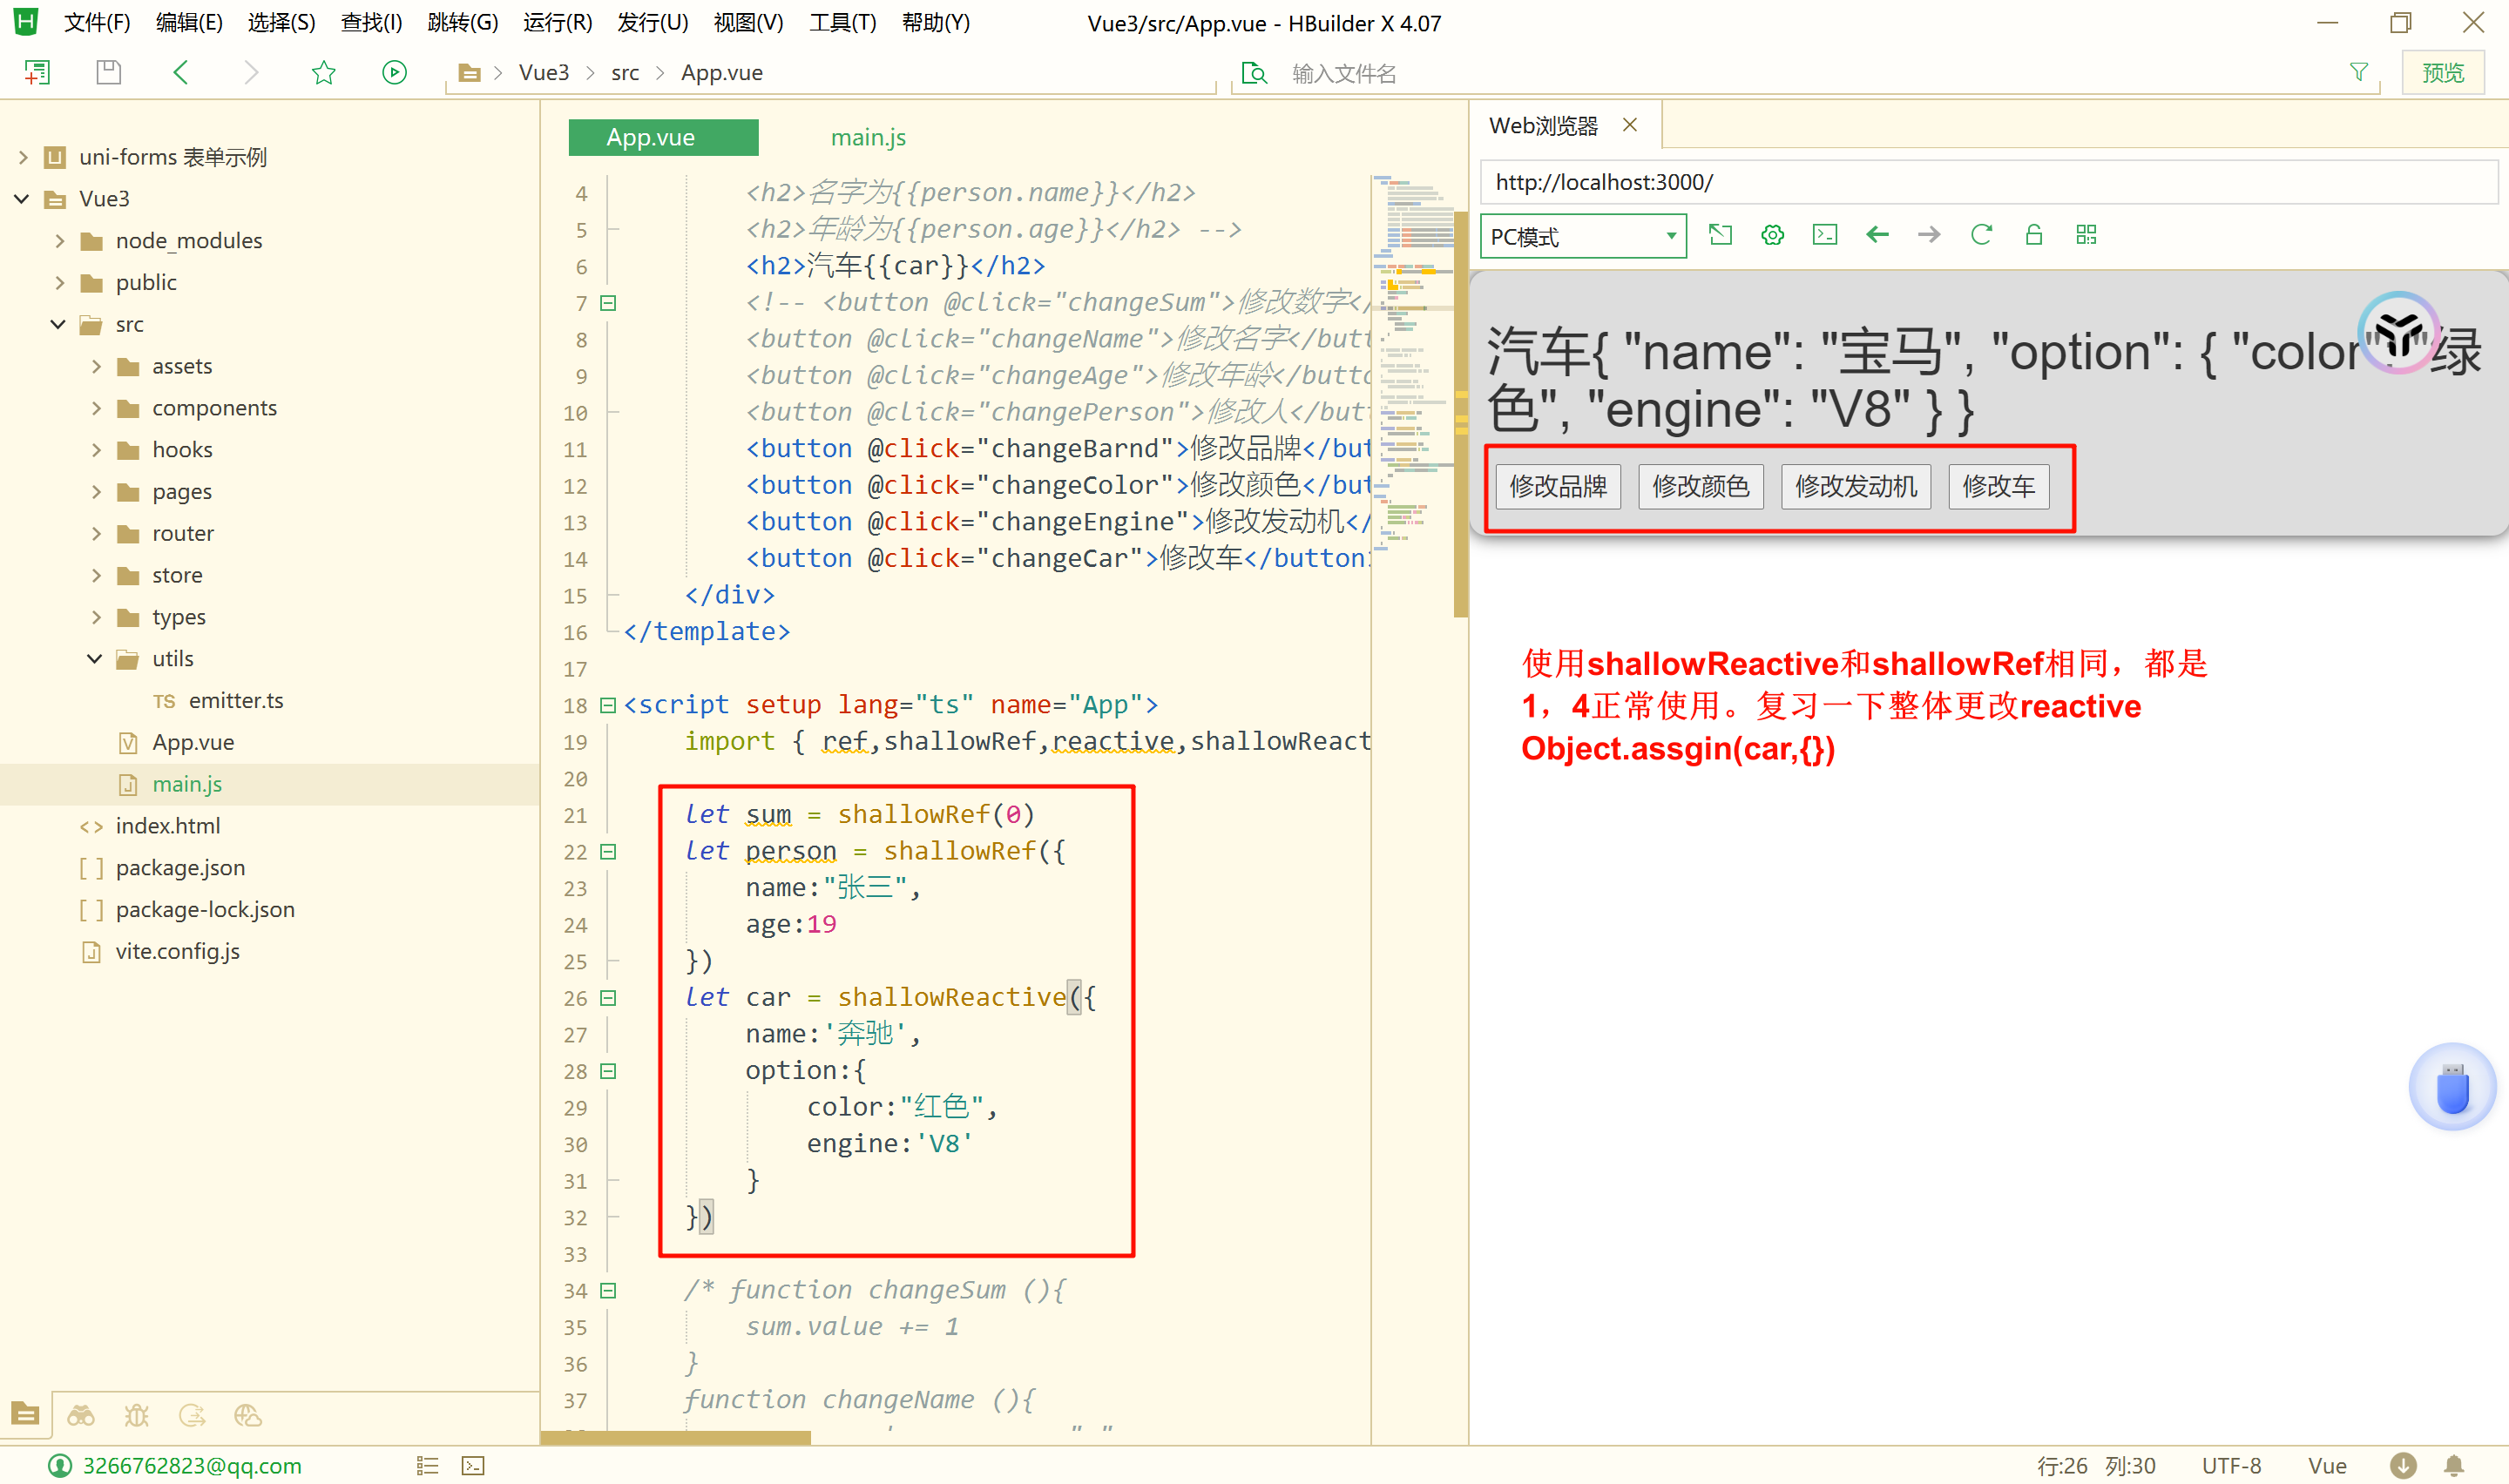 文件(F) 编辑(E) 选择(S) 查找(I) 跳转(G) 运行(R) 发行(U) 视图(V) 工具(T) 帮助(Y)
Vue3/src/App.vue - HBuilder X 4.07
Vue3 src App.vue
输入文件名
预览
uni-forms 表单示例
Vue3
node_modules
public
src
assets
components
hooks
pages
router
store
types
utils
TS emitter.ts
App.vue
main.js
index.html
package.json
package-lock.json
vite.config.js
3266762823@qq.com
App.vue main.js
4 <h2>名字为{{person.name}}</h2>
5 <h2>年龄为{{person.age}}</h2> -->
6 <h2>汽车{{car}}</h2>
7 <!-- <button @click="changeSum">修改数字</
8 <button @click="changeName">修改名字</butt
9 <button @click="changeAge">修改年龄</butto
10 <button @click="changePerson">修改人</butt
11 <button @click="changeBarnd">修改品牌</but
12 <button @click="changeColor">修改颜色</but
13 <button @click="changeEngine">修改发动机</
14 <button @click="changeCar">修改车</button>
15 </div>
16 </template>
17
18 <script setup lang="ts" name="App">
19 import { ref,shallowRef,reactive,shallowReact
20
21 let sum = shallowRef(0)
22 let person = shallowRef({
23 name:"张三",
24 age:19
25 })
26 let car = shallowReactive({
27 name:'奔驰',
28 option:{
29 color:"红色",
30 engine:'V8'
31 }
32 })
33
34 /* function changeSum (){
35 sum.value += 1
36 }
37 function changeName (){
Web浏览器
http://localhost:3000/
PC模式
汽车{ "name": "宝马", "option": { "color": "绿
色", "engine": "V8" } }
修改品牌 修改颜色 修改发动机 修改车
使用shallowReactive和shallowRef相同，都是
1，4正常使用。复习一下整体更改reactive
Object.assgin(car,{})
行:26 列:30 UTF-8 Vue